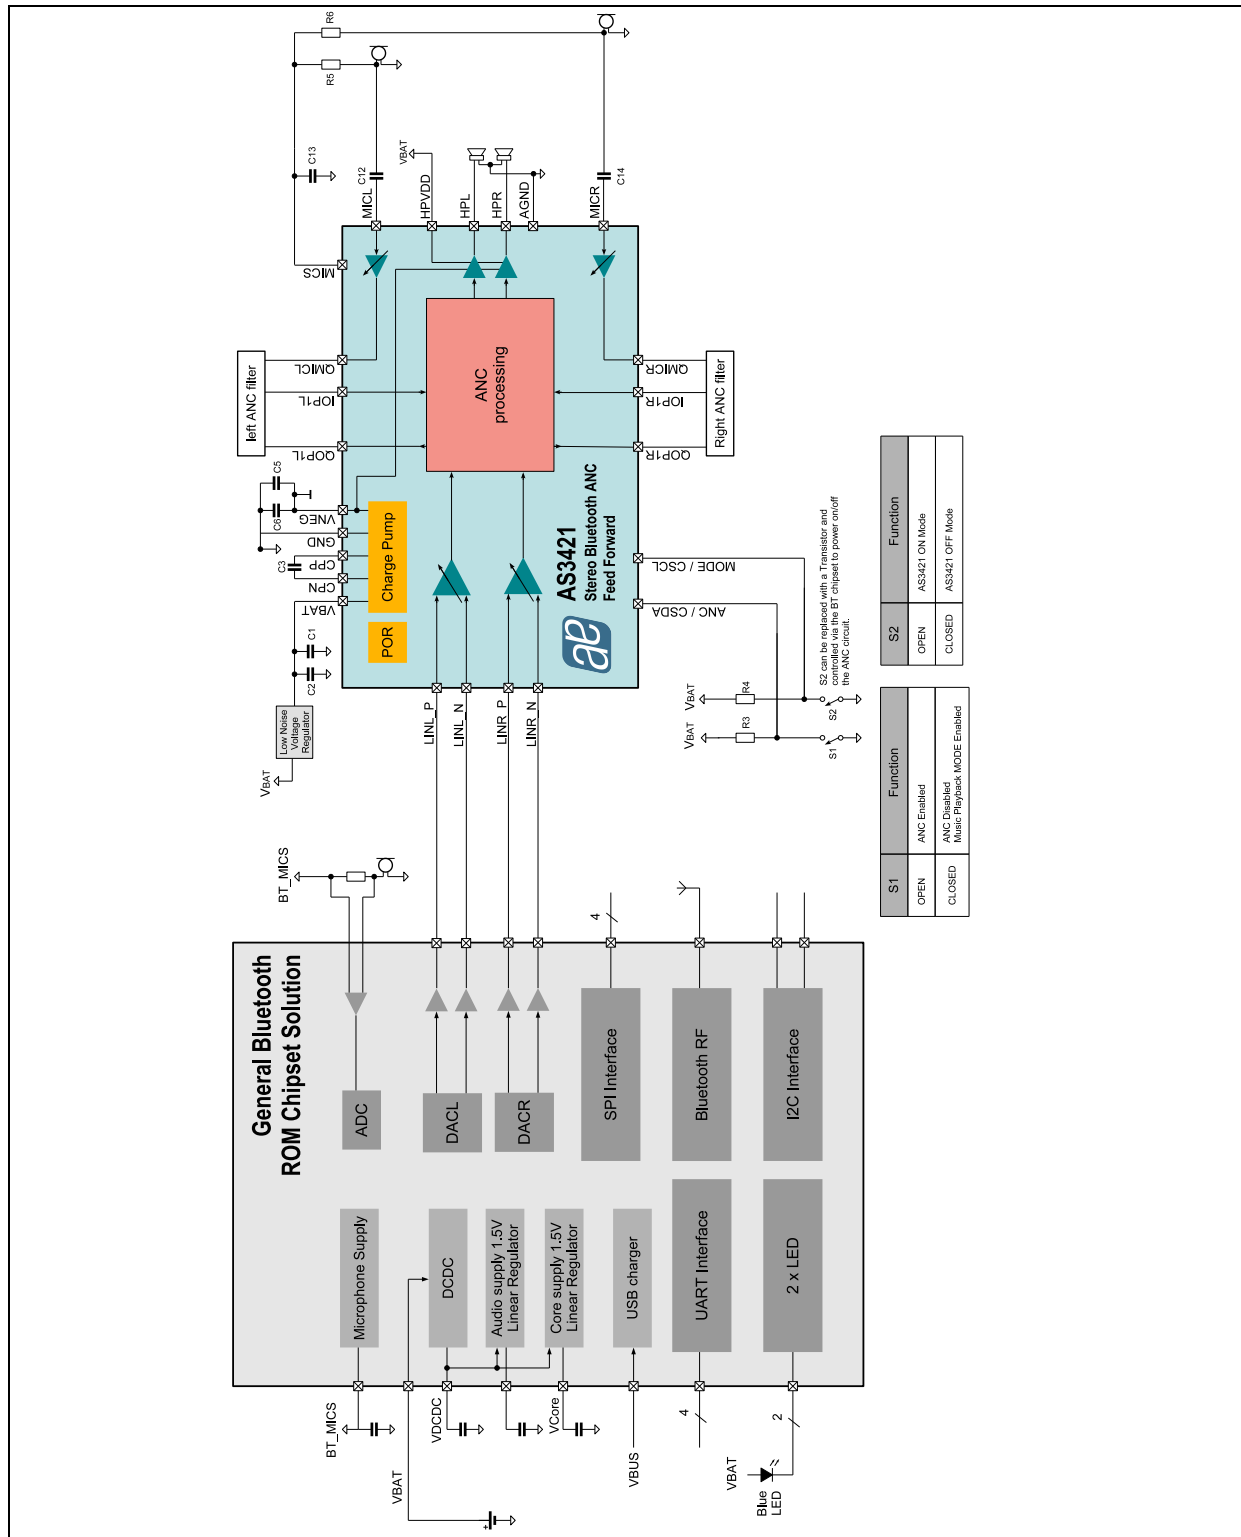 General Bluetooth
ROM Chipset Solution
Microphone Supply
DCDC
Audio supply 1.5V
Linear Regulator
Core supply 1.5V
Linear Regulator
USB charger
UART Interface
2 x LED
ADC
DACL
DACR
SPI Interface
Bluetooth RF
I2C Interface
BT_MICS
VBAT
VDCDC
VCore
VBUS
4
2
VBAT
Blue
LED
+
BT_MICS
4
LINL_P
LINL_N
LINR_P
LINR_N
VBAT
Low Noise
Voltage
Regulator
C2
C1
C3
C6
C5
VBAT
CPN
CPP
GND
VNEG
QOP1L
IOP1L
QMICL
MICS
left ANC filter
POR
Charge Pump
ANC
processing
AS3421
Stereo Bluetooth ANC
Feed Forward
MICL
HPVDD
HPL
HPR
AGND
MICR
VBAT
C12
C13
C14
R5
R6
ANC / CSDA
MODE / CSCL
QOP1R
IOP1R
QMICR
Right ANC filter
VBAT
VBAT
R3
R4
S1
S2
S2 can be replaced with a Transistor and
controlled via the BT chipset to power on/off
the ANC circuit.
S1 Function
OPEN ANC Enabled
CLOSED ANC Disabled
Music Playback MODE Enabled
S2 Function
OPEN AS3421 ON Mode
CLOSED AS3421 OFF Mode